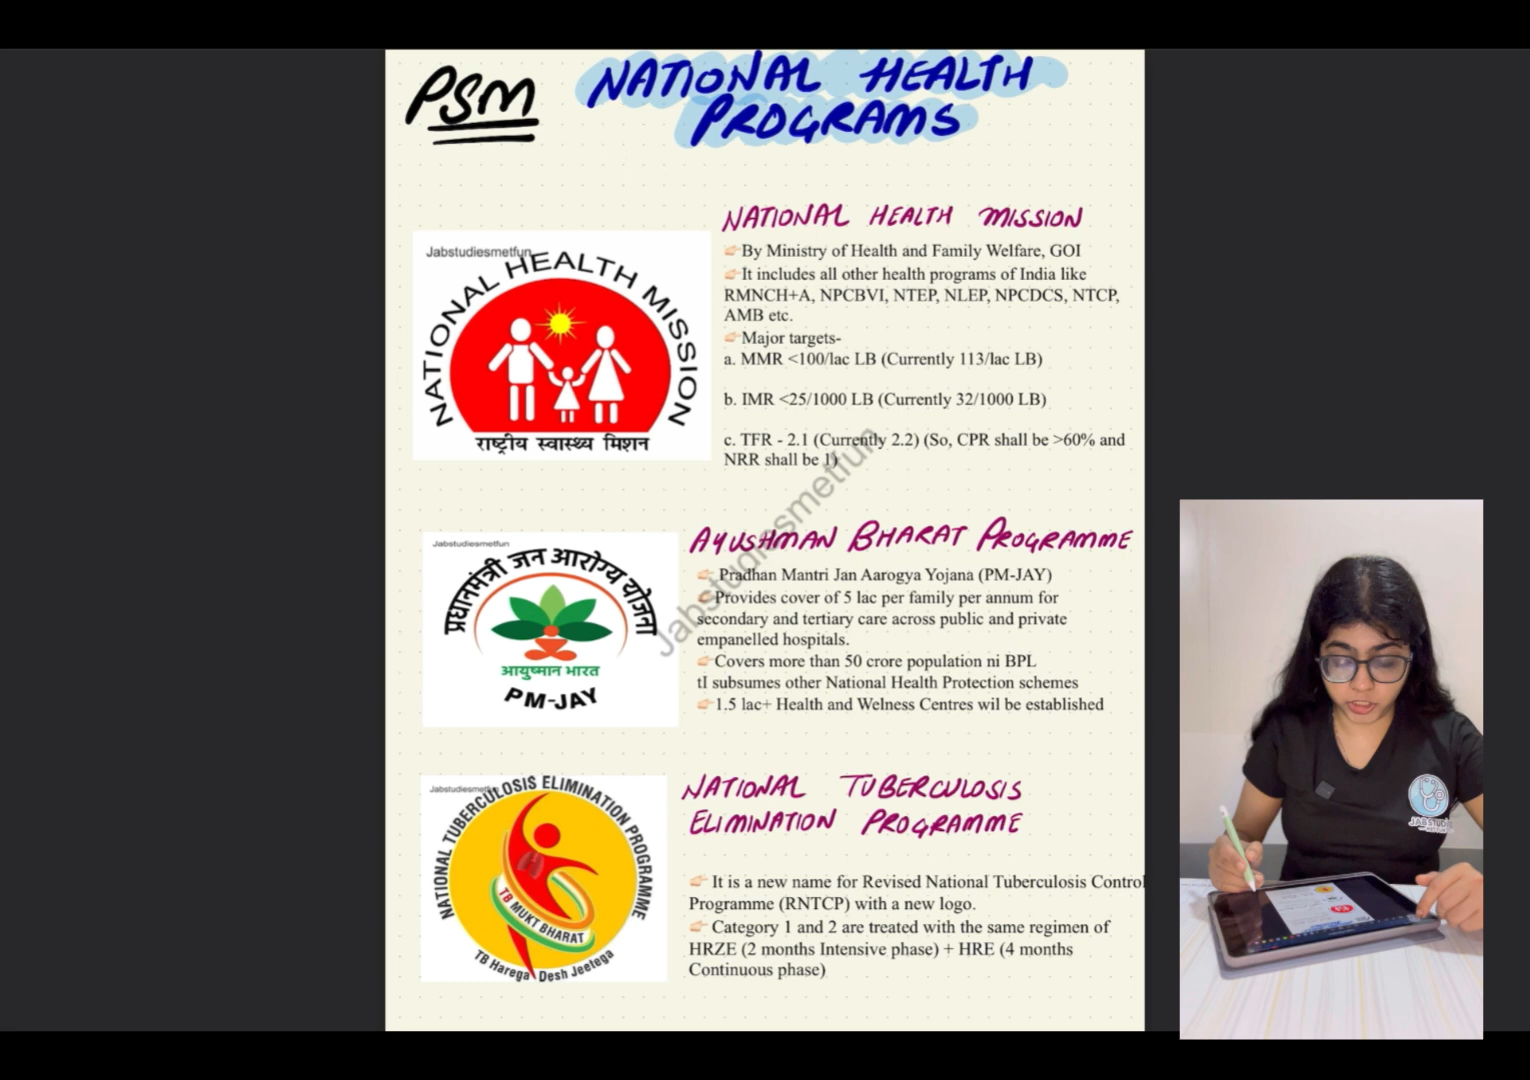 PSM
NATIONAL HEALTH
PROGRAMS
NATIONAL HEALTH MISSION
Jabstudiesmetfun
NATIONAL HEALTH MISSION
राष्ट्रीय स्वास्थ्य मिशन
By Ministry of Health and Family Welfare, GOI
It includes all other health programs of India like
RMNCH+A, NPCBVI, NTEP, NLEP, NPCDCS, NTCP,
AMB etc.
Major targets-
a. MMR <100/lac LB (Currently 113/lac LB)
b. IMR <25/1000 LB (Currently 32/1000 LB)
c. TFR - 2.1 (Currently 2.2) (So, CPR shall be >60% and
NRR shall be 1)
Jabstudiesmetfun
AYUSHMAN BHARAT PROGRAMME
Jabstudiesmetfun
प्रधानमंत्री जन आरोग्य योजना
आयुष्मान भारत
PM-JAY
Pradhan Mantri Jan Aarogya Yojana (PM-JAY)
Provides cover of 5 lac per family per annum for
secondary and tertiary care across public and private
empanelled hospitals.
Covers more than 50 crore population ni BPL
tI subsumes other National Health Protection schemes
1.5 lac+ Health and Welness Centres wil be established
NATIONAL TUBERCULOSIS
ELIMINATION PROGRAMME
Jabstudiesmetfun
NATIONAL TUBERCULOSIS ELIMINATION PROGRAMME
TB MUKT BHARAT
TB Harega Desh Jeetega
It is a new name for Revised National Tuberculosis Control
Programme (RNTCP) with a new logo.
Category 1 and 2 are treated with the same regimen of
HRZE (2 months Intensive phase) + HRE (4 months
Continuous phase)